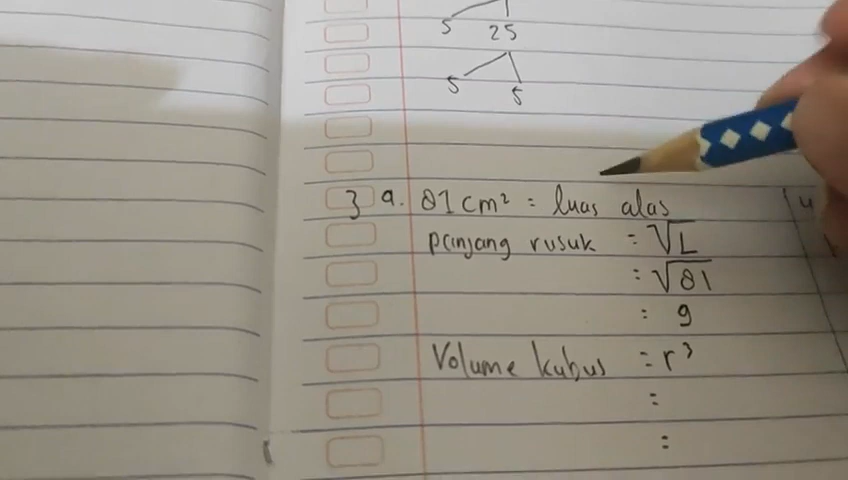 5 25
5 5
3 a. 81 cm² = luas alas
panjang rusuk = √L
= √81
= 9
Volume kubus = r³
=
=